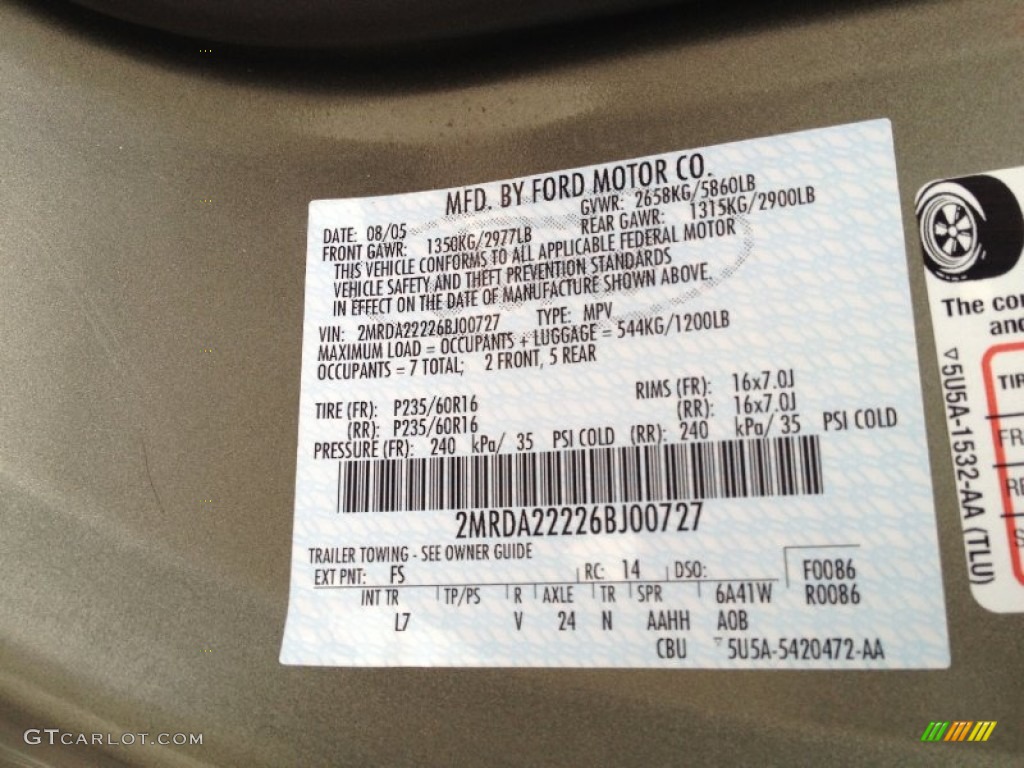 MFD. BY FORD MOTOR CO.
DATE: 08/05 GVWR: 2658KG/5860LB
FRONT GAWR: 1350KG/2977LB REAR GAWR: 1315KG/2900LB
THIS VEHICLE CONFORMS TO ALL APPLICABLE FEDERAL MOTOR
VEHICLE SAFETY AND THEFT PREVENTION STANDARDS
IN EFFECT ON THE DATE OF MANUFACTURE SHOWN ABOVE.
VIN: 2MRDA22226BJ00727 TYPE: MPV
MAXIMUM LOAD = OCCUPANTS + LUGGAGE = 544KG/1200LB
OCCUPANTS = 7 TOTAL; 2 FRONT, 5 REAR
TIRE (FR): P235/60R16 RIMS (FR): 16x7.0J
(RR): P235/60R16 (RR): 16x7.0J
PRESSURE (FR): 240 kPa/ 35 PSI COLD (RR): 240 kPa/ 35 PSI COLD
2MRDA22226BJ00727
TRAILER TOWING - SEE OWNER GUIDE
EXT PNT: FS RC: 14 DSO: F0086
INT TR TP/PS R AXLE TR SPR 6A41W R0086
L7 V 24 N AAHH AOB
CBU ▽5U5A-5420472-AA
The con
and
▽5U5A-1532-AA (TLU)
TIR
FR
RE
S
GTCARLOT.COM